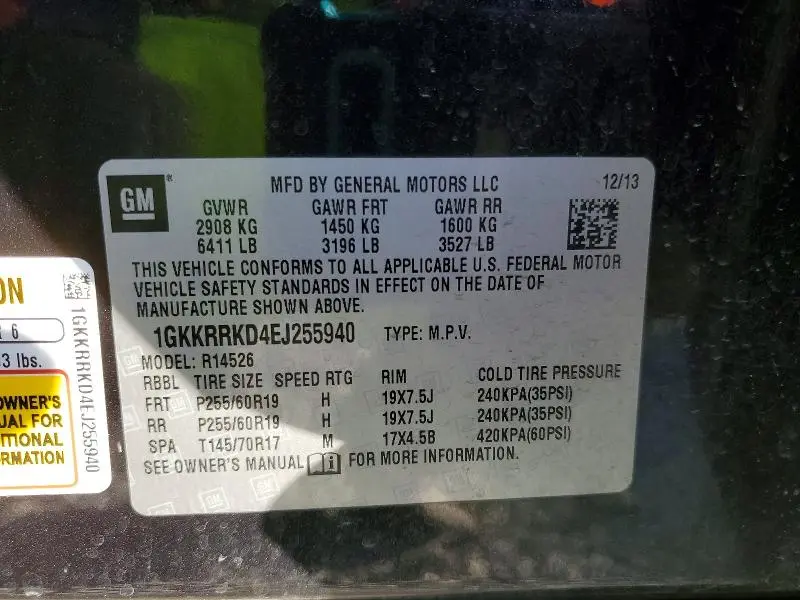 GM
®
MFD BY GENERAL MOTORS LLC
12/13
GVWR GAWR FRT GAWR RR
2908 KG 1450 KG 1600 KG
6411 LB 3196 LB 3527 LB
THIS VEHICLE CONFORMS TO ALL APPLICABLE U.S. FEDERAL MOTOR
VEHICLE SAFETY STANDARDS IN EFFECT ON THE DATE OF
MANUFACTURE SHOWN ABOVE.
1GKKRRKD4EJ255940 TYPE: M.P.V.
MODEL: R14526
RBBL TIRE SIZE SPEED RTG RIM COLD TIRE PRESSURE
FRT P255/60R19 H 19X7.5J 240KPA(35PSI)
RR P255/60R19 H 19X7.5J 240KPA(35PSI)
SPA T145/70R17 M 17X4.5B 420KPA(60PSI)
SEE OWNER'S MANUAL FOR MORE INFORMATION.
ON
6
3 lbs.
OWNER'S
UAL FOR
ITIONAL
RMATION
1GKKRRKD4EJ255940